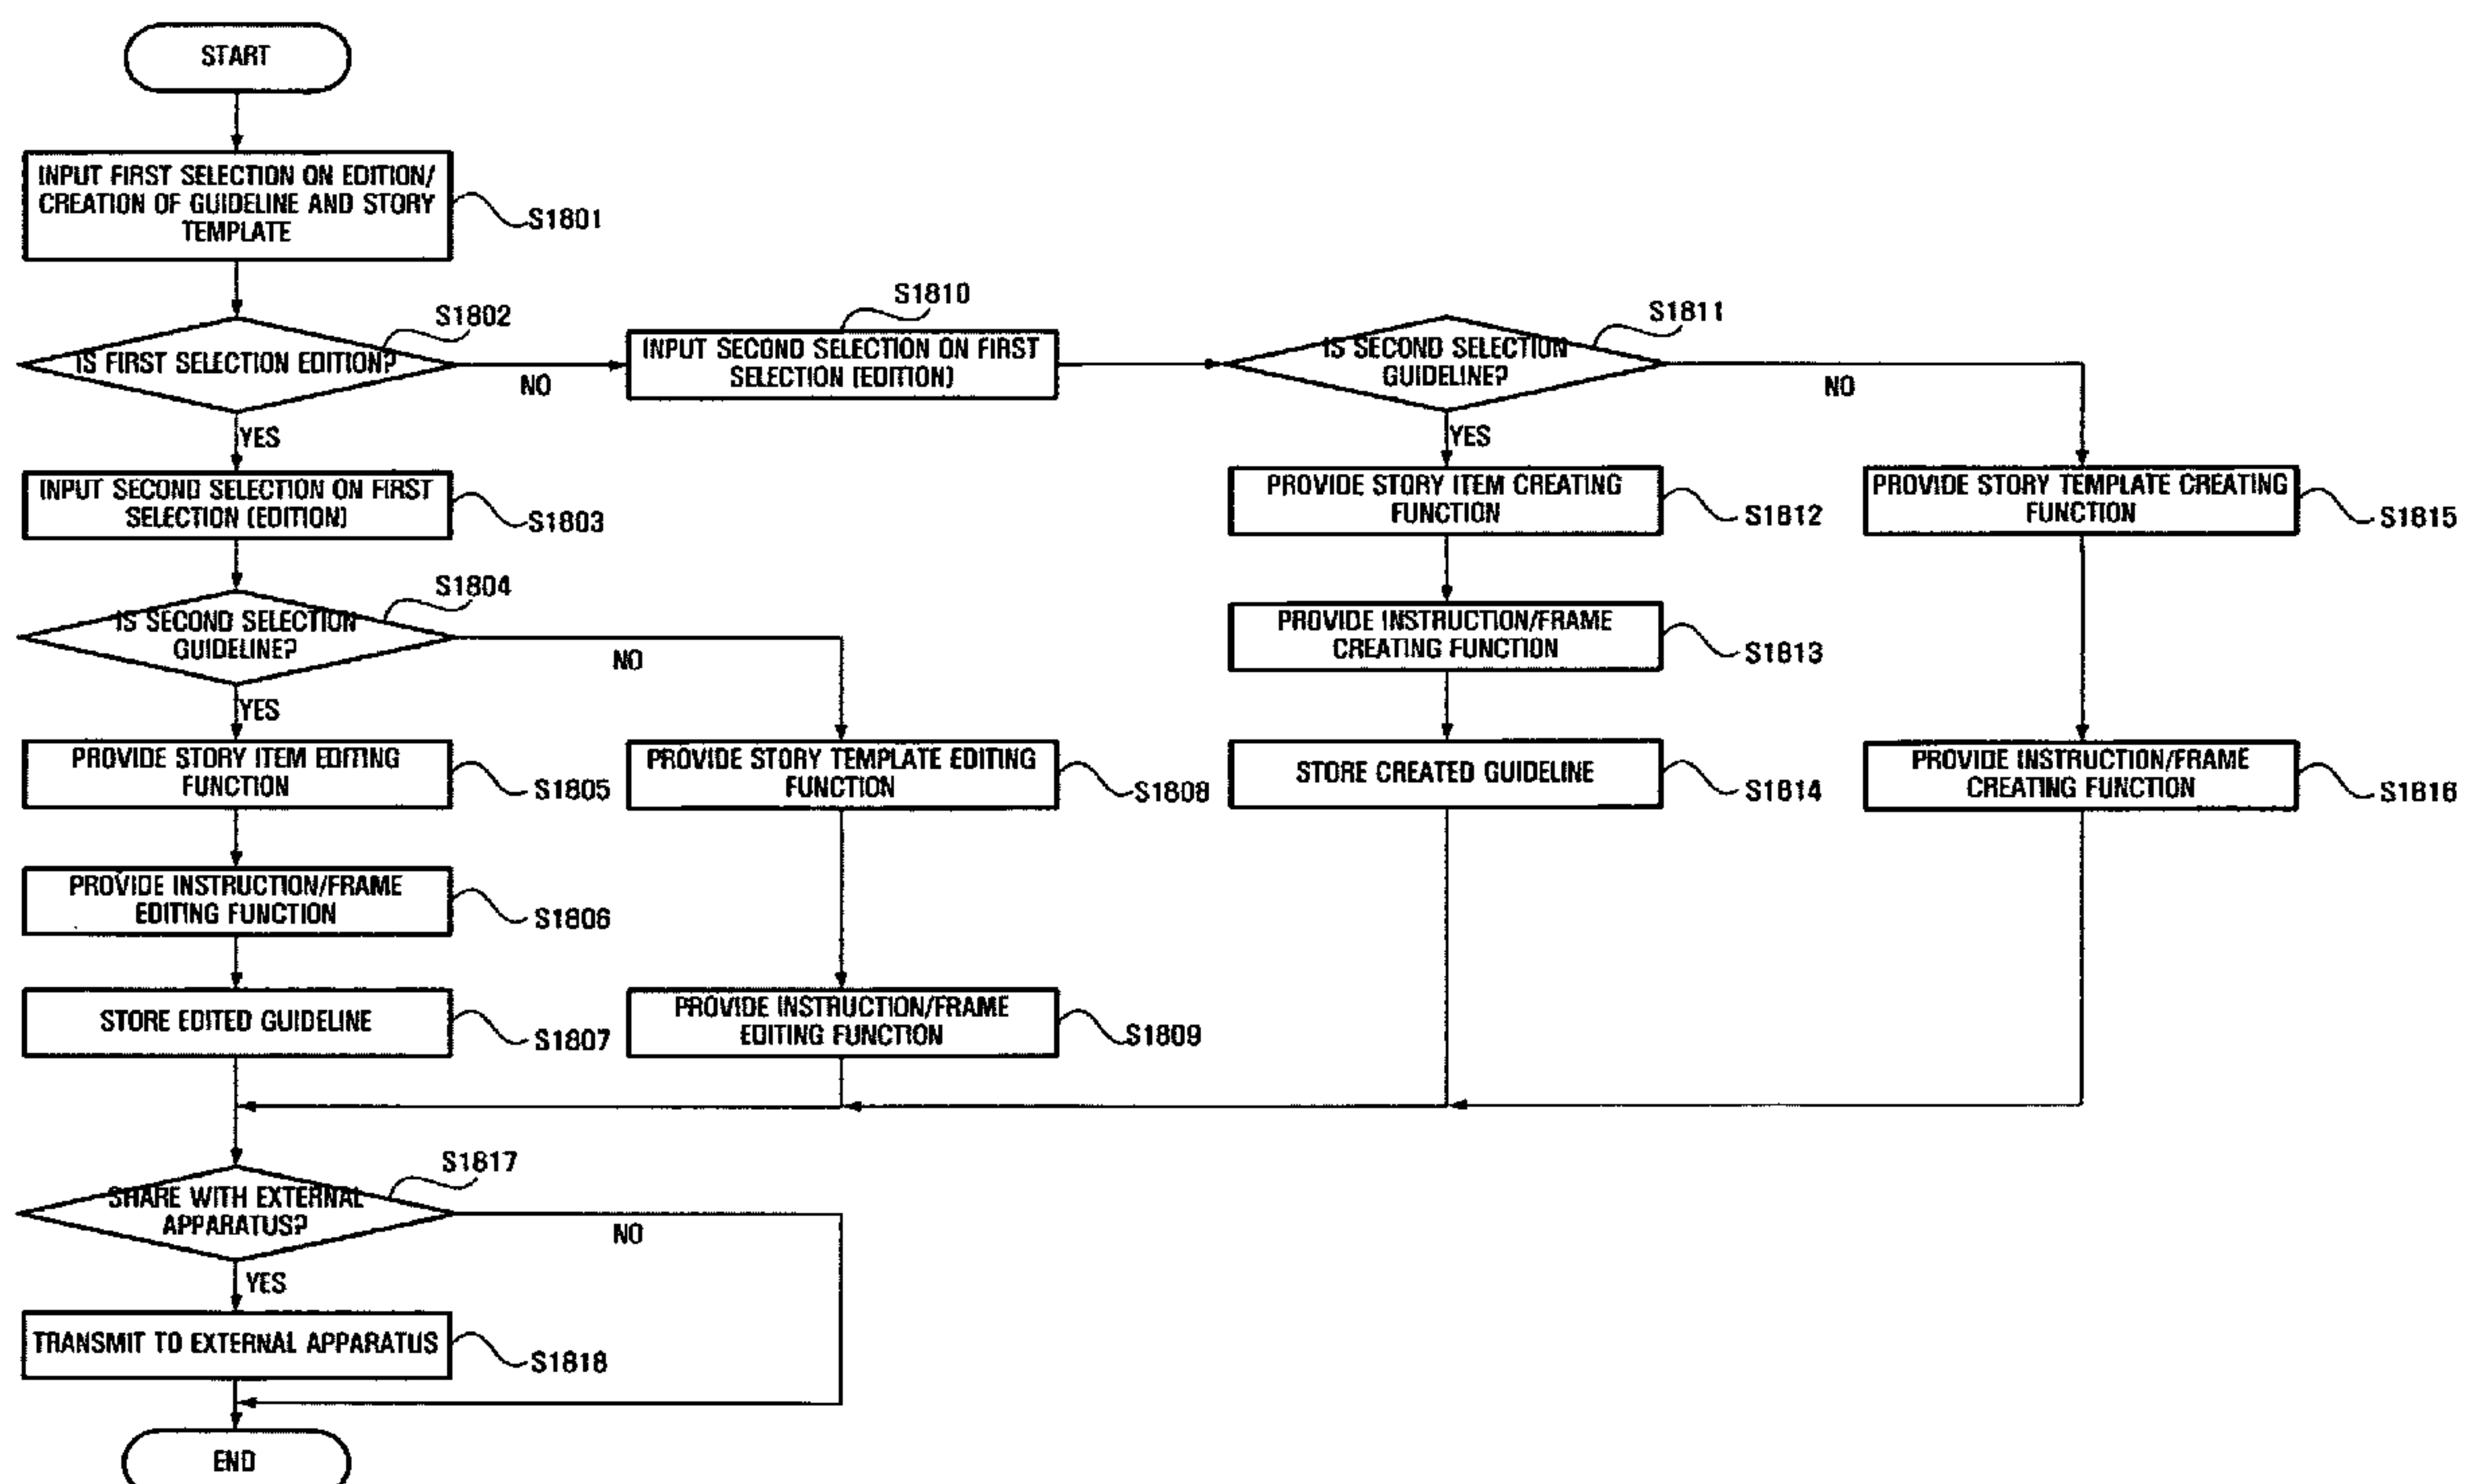 START
INPUT FIRST SELECTION ON EDITION/
CREATION OF GUIDELINE AND STORY
TEMPLATE
S1801
S1802
IS FIRST SELECTION EDITION?
NO
YES
S1810
INPUT SECOND SELECTION ON FIRST
SELECTION (EDITION)
S1811
IS SECOND SELECTION
GUIDELINE?
NO
YES
INPUT SECOND SELECTION ON FIRST
SELECTION (EDITION)
S1803
PROVIDE STORY ITEM CREATING
FUNCTION
S1812
PROVIDE STORY TEMPLATE CREATING
FUNCTION
S1815
S1804
IS SECOND SELECTION
GUIDELINE?
NO
YES
PROVIDE INSTRUCTION/FRAME
CREATING FUNCTION
S1813
PROVIDE STORY ITEM EDITING
FUNCTION
S1805
PROVIDE STORY TEMPLATE EDITING
FUNCTION
S1808
STORE CREATED GUIDELINE
S1814
PROVIDE INSTRUCTION/FRAME
CREATING FUNCTION
S1816
PROVIDE INSTRUCTION/FRAME
EDITING FUNCTION
S1806
STORE EDITED GUIDELINE
S1807
PROVIDE INSTRUCTION/FRAME
EDITING FUNCTION
S1809
S1817
SHARE WITH EXTERNAL
APPARATUS?
NO
YES
TRANSMIT TO EXTERNAL APPARATUS
S1818
END